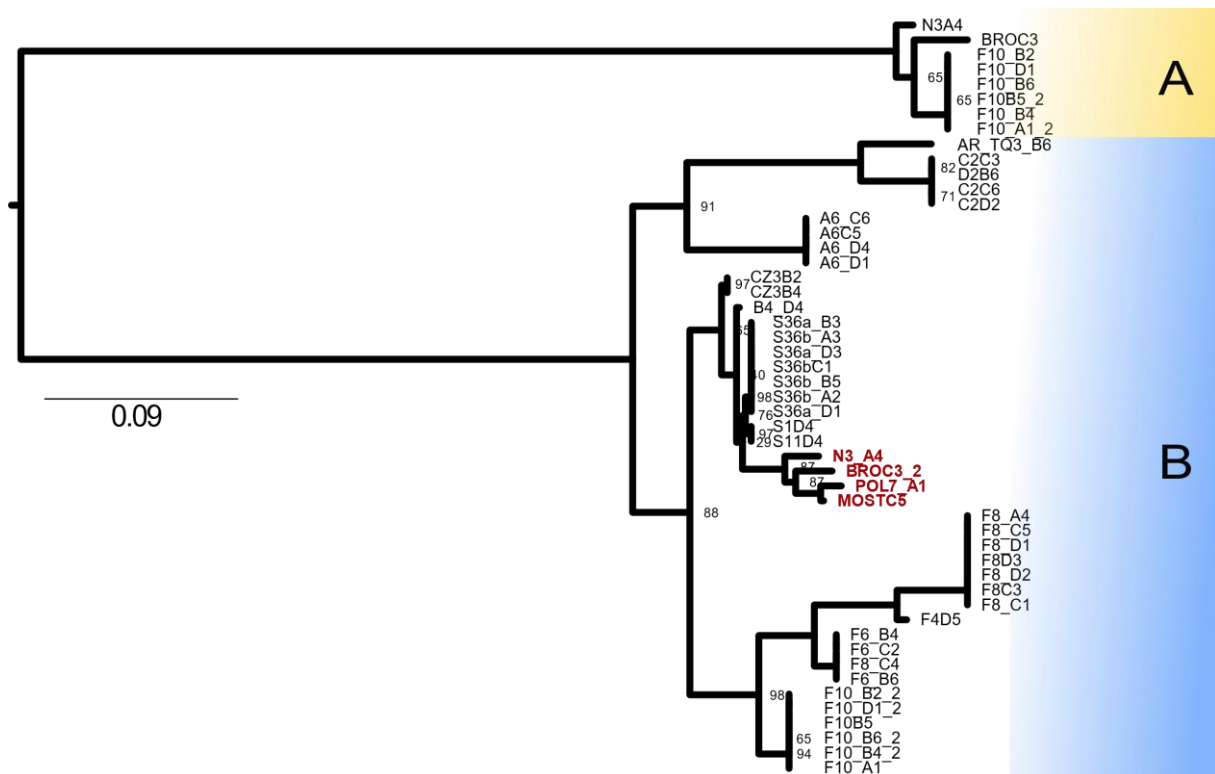 N3A4
BROC3
F10_B2
F10_D1
65
F10_B6
65 F10B5_2
F10_B4
F10_A1_2
A
AR_TQ3_B6
C2C3
82
D2B6
C2C6
71
C2D2
91
A6_C6
A6C5
A6_D4
A6_D1
97
CZ3B2
CZ3B4
B4_D4
S36a_B3
S36b_A3
S36a_D3
S36bC1
S36b_B5
98
S36b_A2
76
S36a_D1
97
S1D4
29 S11D4
0.09
N3_A4
87
BROC3_2
87
POL7_A1
MOSTC5
B
88
F8_A4
F8_C5
F8_D1
F8D3
F8_D2
F8C3
F8_C1
F4D5
F6_B4
F6_C2
F8_C4
F6_B6
98
F10_B2_2
F10_D1_2
F10B5
65
F10_B6_2
94
F10_B4_2
F10_A1